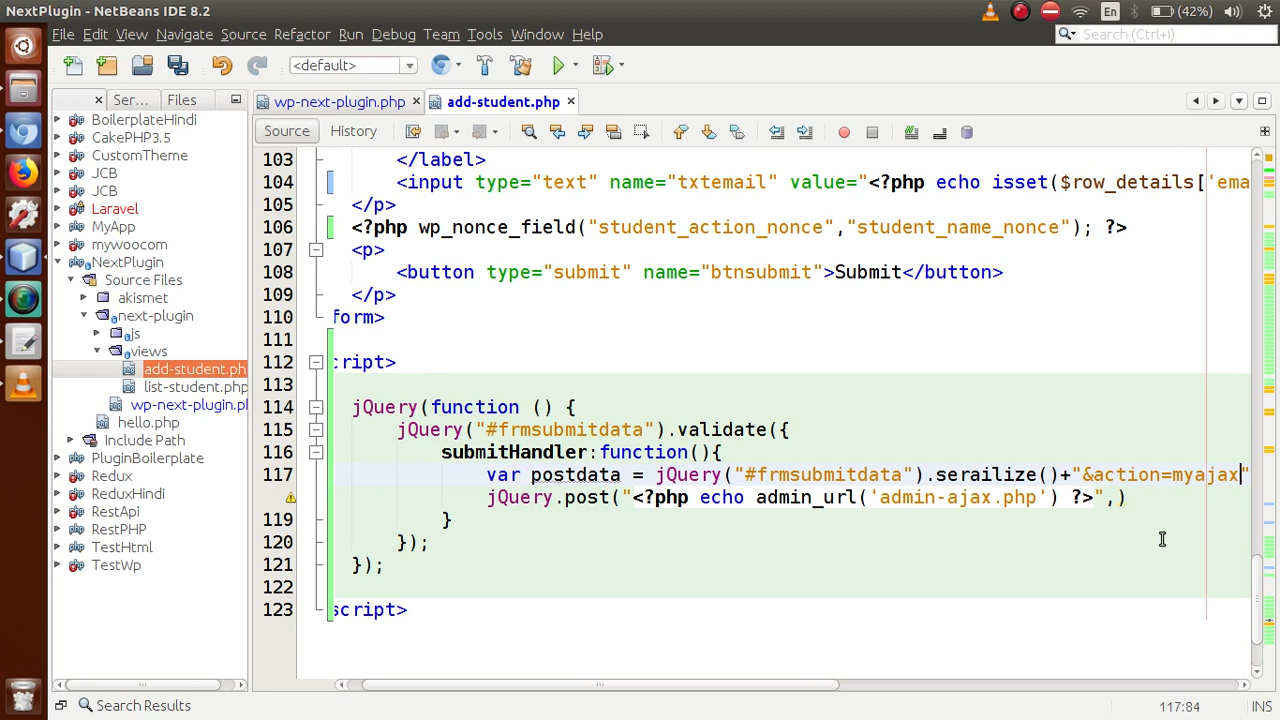 NextPlugin - NetBeans IDE 8.2
En
(42%)
File Edit View Navigate Source Refactor Run Debug Team Tools Window Help
Search (Ctrl+I)
<default>
Ser... Files
wp-next-plugin.php
add-student.php
Source History
BoilerplateHindi
CakePHP3.5
CustomTheme
JCB
JCB
Laravel
MyApp
mywoocom
NextPlugin
Source Files
akismet
next-plugin
js
views
add-student.ph
list-student.php
wp-next-plugin.pl
hello.php
Include Path
PluginBoilerplate
Redux
ReduxHindi
RestApi
RestPHP
TestHtml
TestWp
103 </label>
104 <input type="text" name="txtemail" value="<?php echo isset($row_details['ema
105 </p>
106 <?php wp_nonce_field("student_action_nonce","student_name_nonce"); ?>
107 <p>
108 <button type="submit" name="btnsubmit">Submit</button>
109 </p>
110 form>
111
112 cript>
113
114 jQuery(function () {
115 jQuery("#frmsubmitdata").validate({
116 submitHandler:function(){
117 var postdata = jQuery("#frmsubmitdata").serailize()+"&action=myajax"
jQuery.post("<?php echo admin_url('admin-ajax.php') ?>",)
119 }
120 });
121 });
122
123 script>
Search Results
117:84
INS